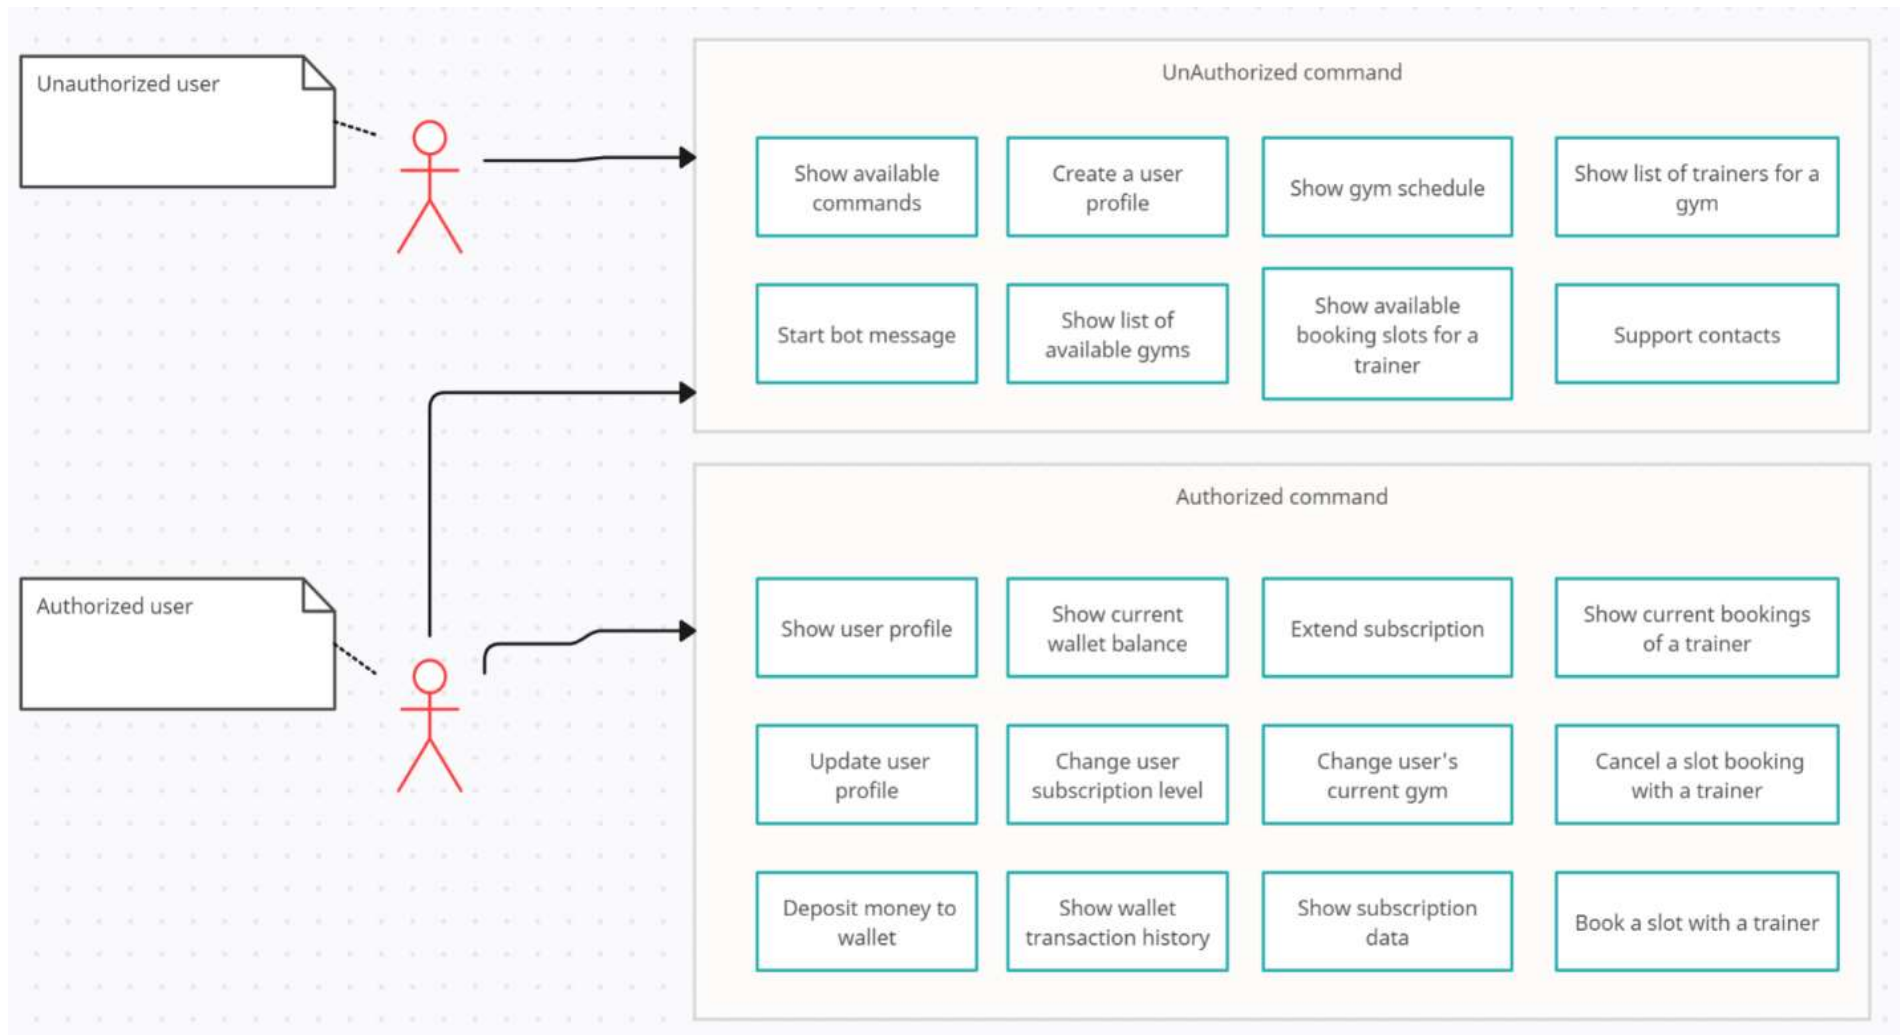 Unauthorized user
UnAuthorized command
Show available
commands
Create a user
profile
Show gym schedule
Show list of trainers for a
gym
Start bot message
Show list of
available gyms
Show available
booking slots for a
trainer
Support contacts
Authorized user
Authorized command
Show user profile
Show current
wallet balance
Extend subscription
Show current bookings
of a trainer
Update user
profile
Change user
subscription level
Change user's
current gym
Cancel a slot booking
with a trainer
Deposit money to
wallet
Show wallet
transaction history
Show subscription
data
Book a slot with a trainer